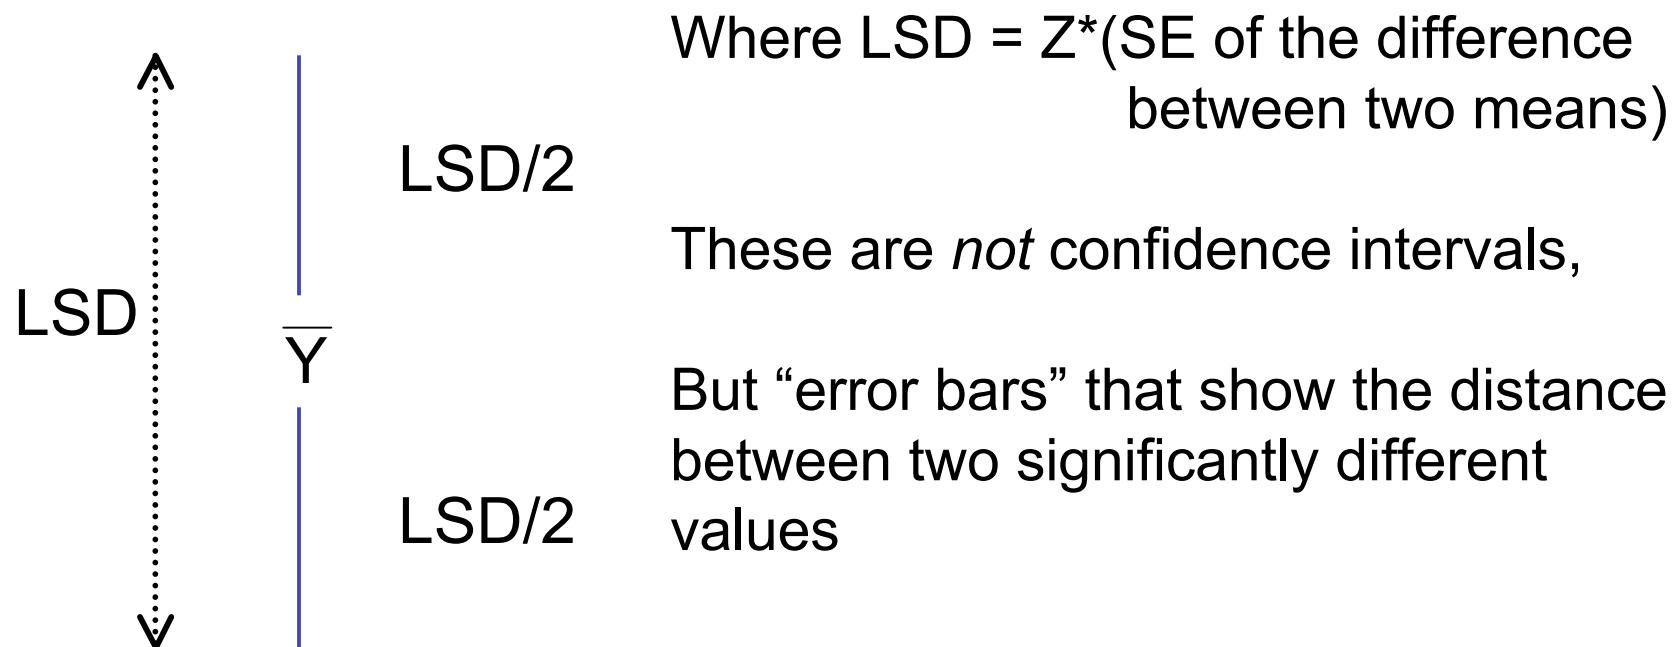 Where LSD = Z*(SE of the difference
between two means)
LSD/2
These are not confidence intervals,
LSD
Y̅
But “error bars” that show the distance
between two significantly different
LSD/2
values